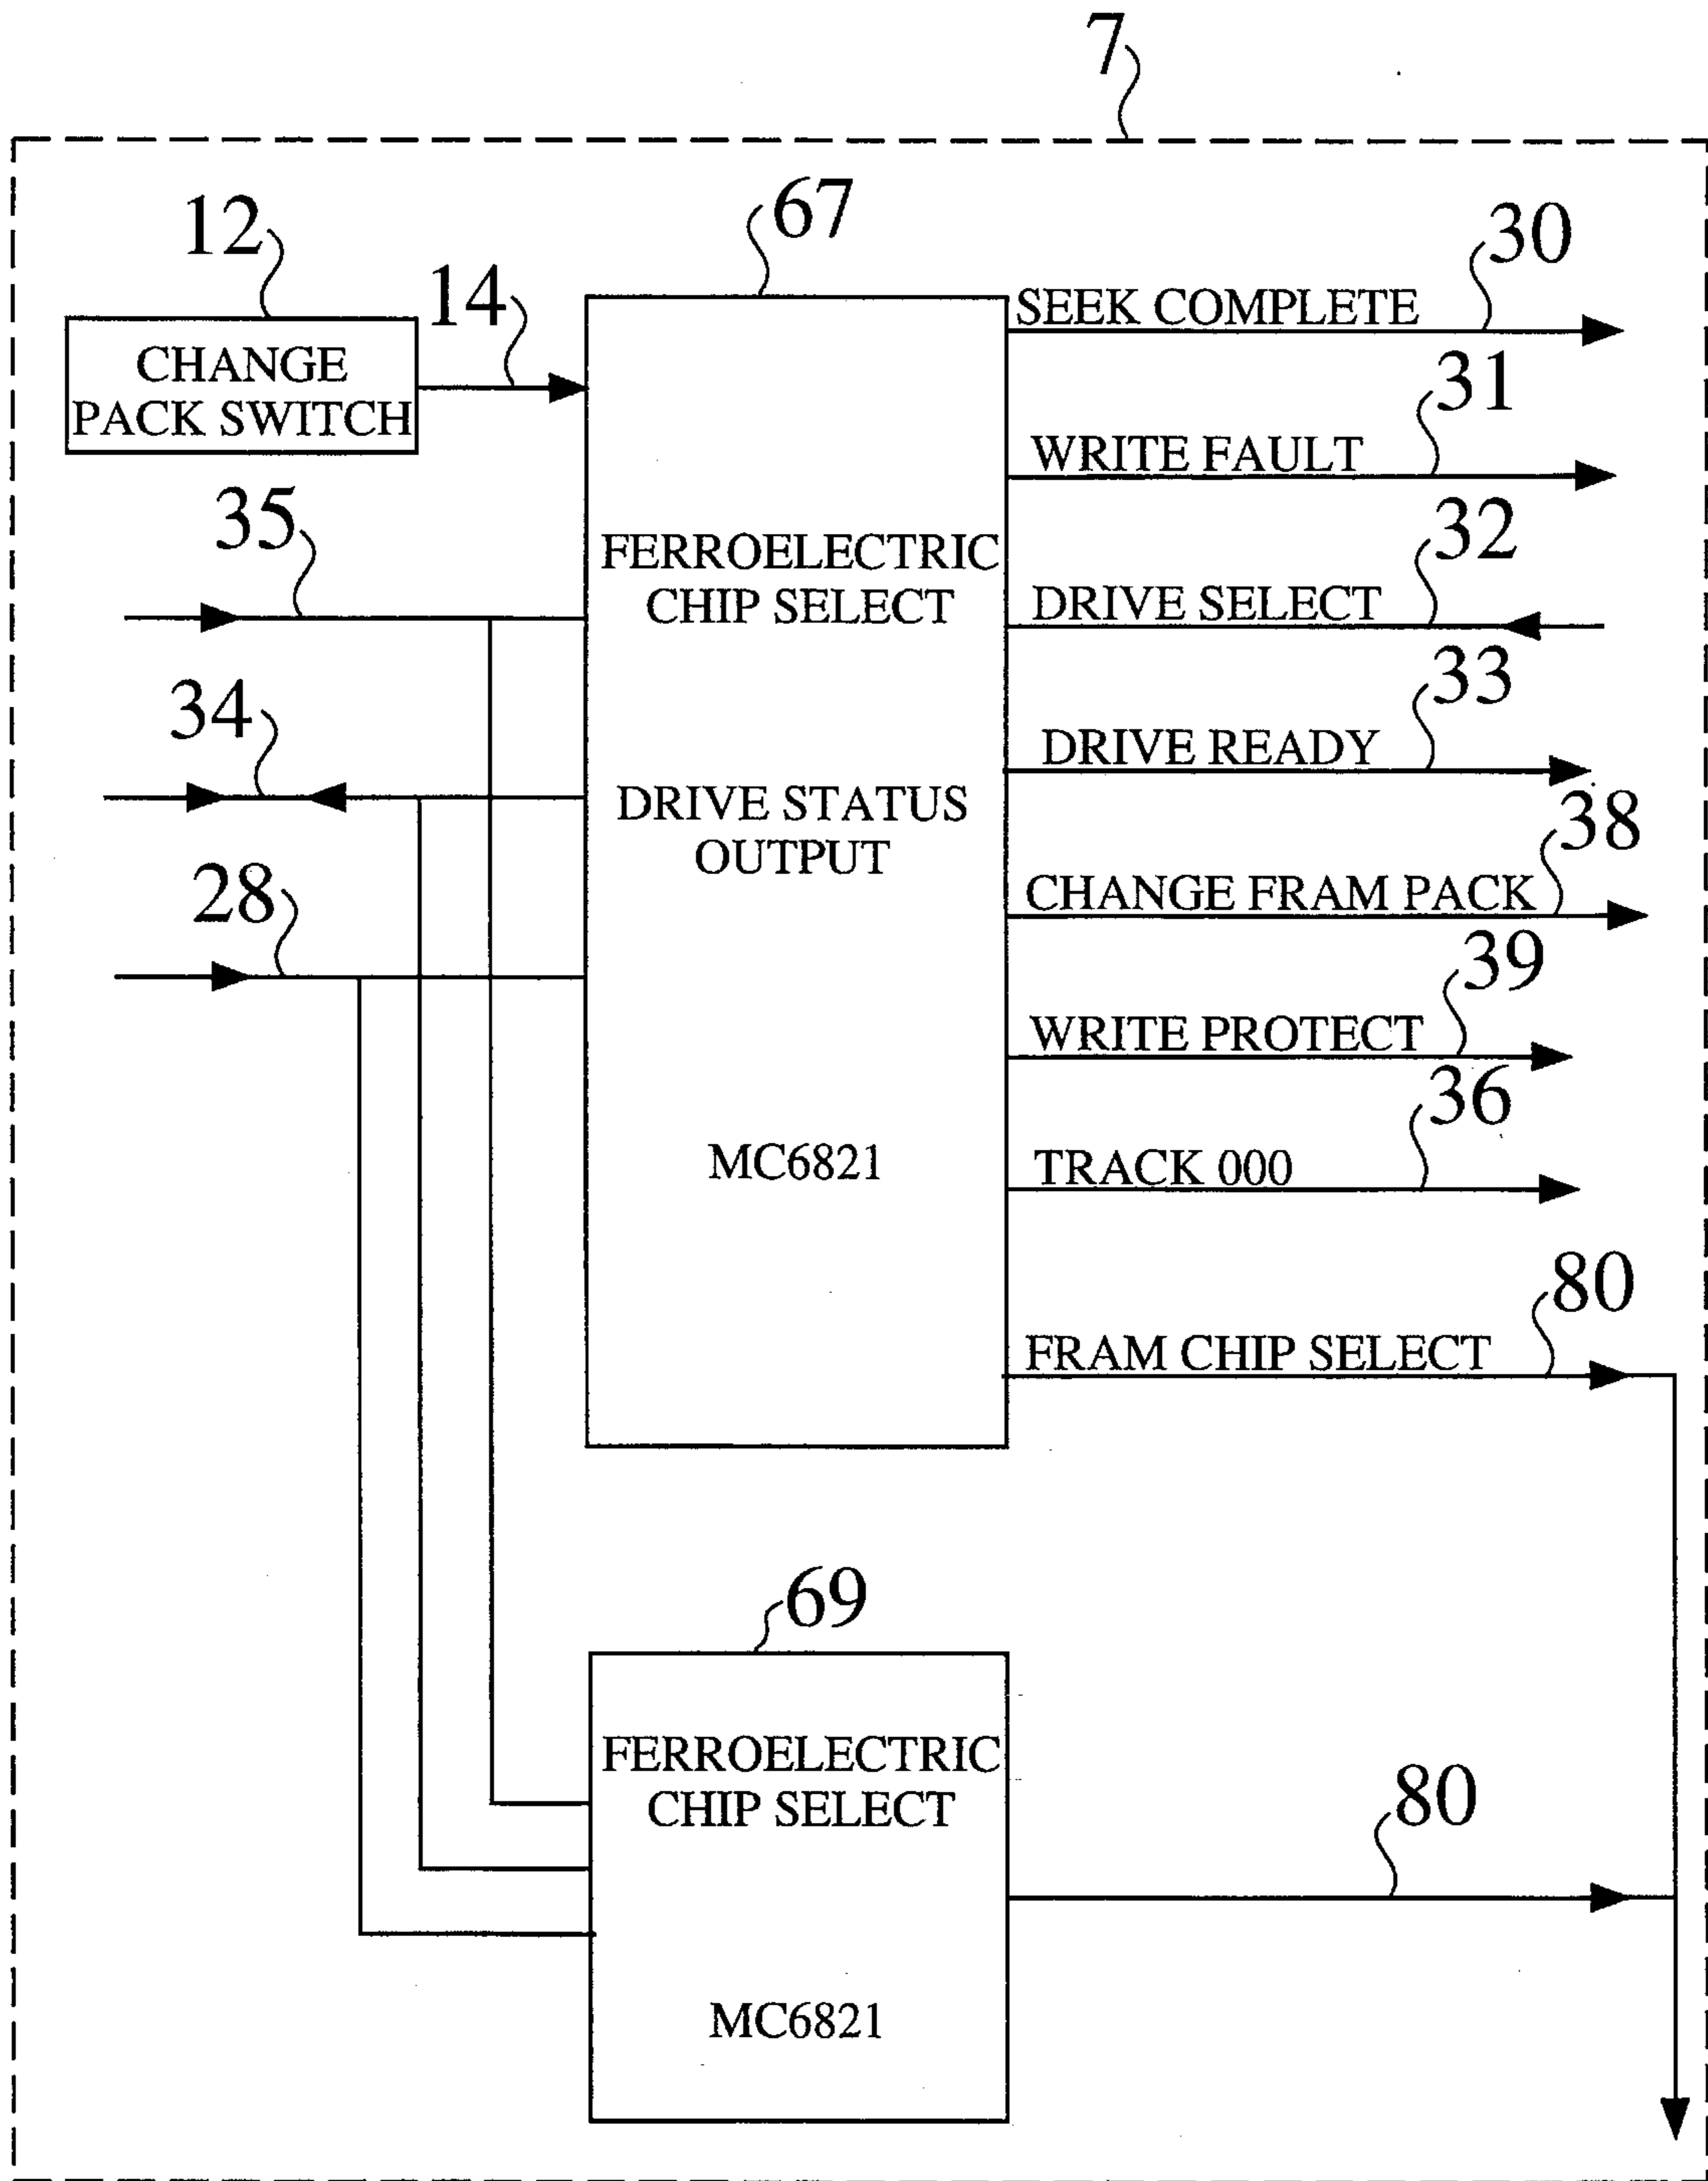 7
67
12
14
30
SEEK COMPLETE
CHANGE
PACK SWITCH
31
WRITE FAULT
35
FERROELECTRIC
CHIP SELECT
32
DRIVE SELECT
34
33
DRIVE READY
DRIVE STATUS
OUTPUT
28
38
CHANGE FRAM PACK
39
WRITE PROTECT
MC6821
36
TRACK 000
80
FRAM CHIP SELECT
69
FERROELECTRIC
CHIP SELECT
80
MC6821